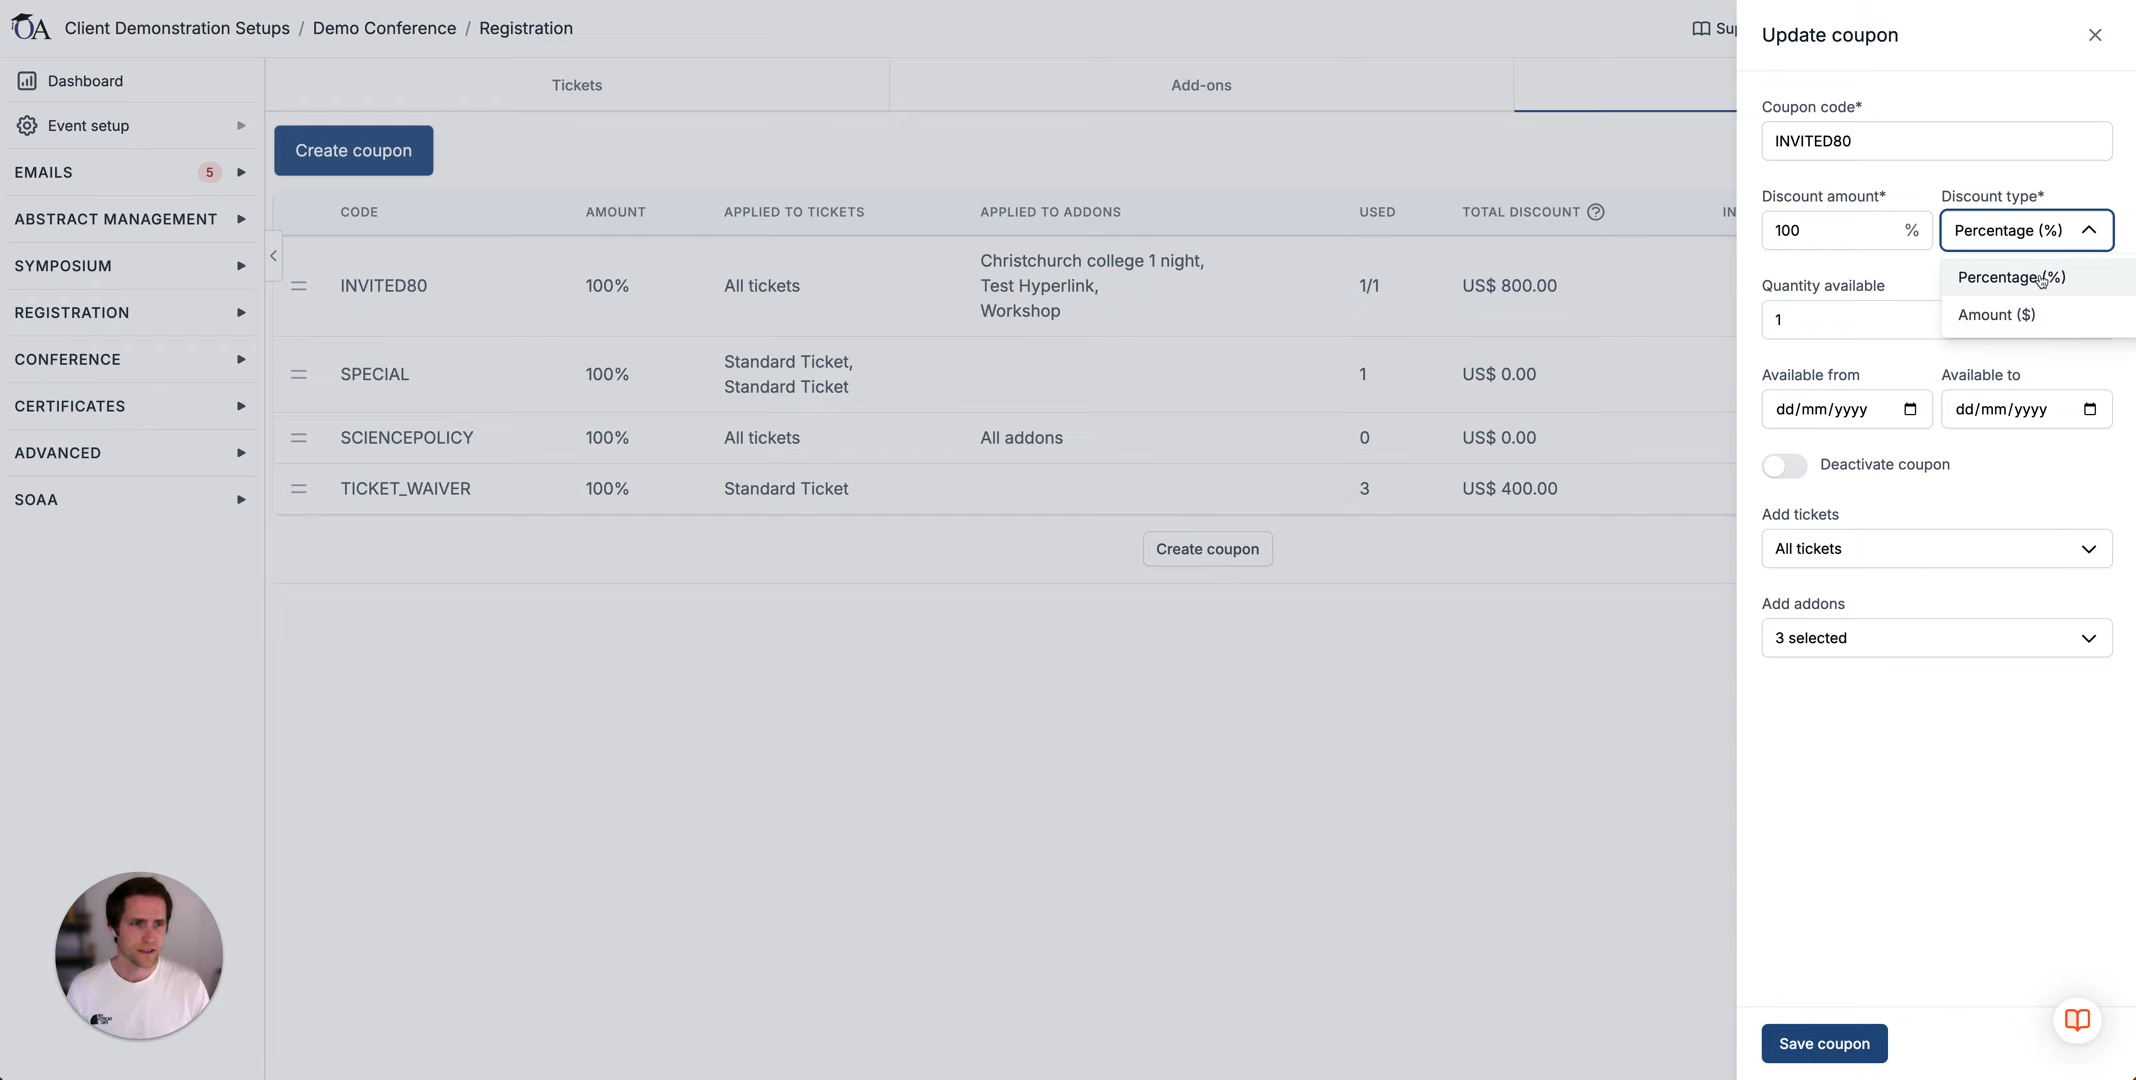 OA Client Demonstration Setups / Demo Conference / Registration
Dashboard
Event setup
EMAILS 5
ABSTRACT MANAGEMENT
SYMPOSIUM
REGISTRATION
CONFERENCE
CERTIFICATES
ADVANCED
SOAA
Tickets
Add-ons
Create coupon
CODE AMOUNT APPLIED TO TICKETS APPLIED TO ADDONS USED TOTAL DISCOUNT
INVITED80 100% All tickets Christchurch college 1 night,
Test Hyperlink,
Workshop 1/1 US$ 800.00
SPECIAL 100% Standard Ticket,
Standard Ticket 1 US$ 0.00
SCIENCEPOLICY 100% All tickets All addons 0 US$ 0.00
TICKET_WAIVER 100% Standard Ticket 3 US$ 400.00
Create coupon
Update coupon
Coupon code*
INVITED80
Discount amount* Discount type*
100 % Percentage (%)
Percentage (%)
Amount ($)
Quantity available
1
Available from Available to
dd/mm/yyyy dd/mm/yyyy
Deactivate coupon
Add tickets
All tickets
Add addons
3 selected
Save coupon